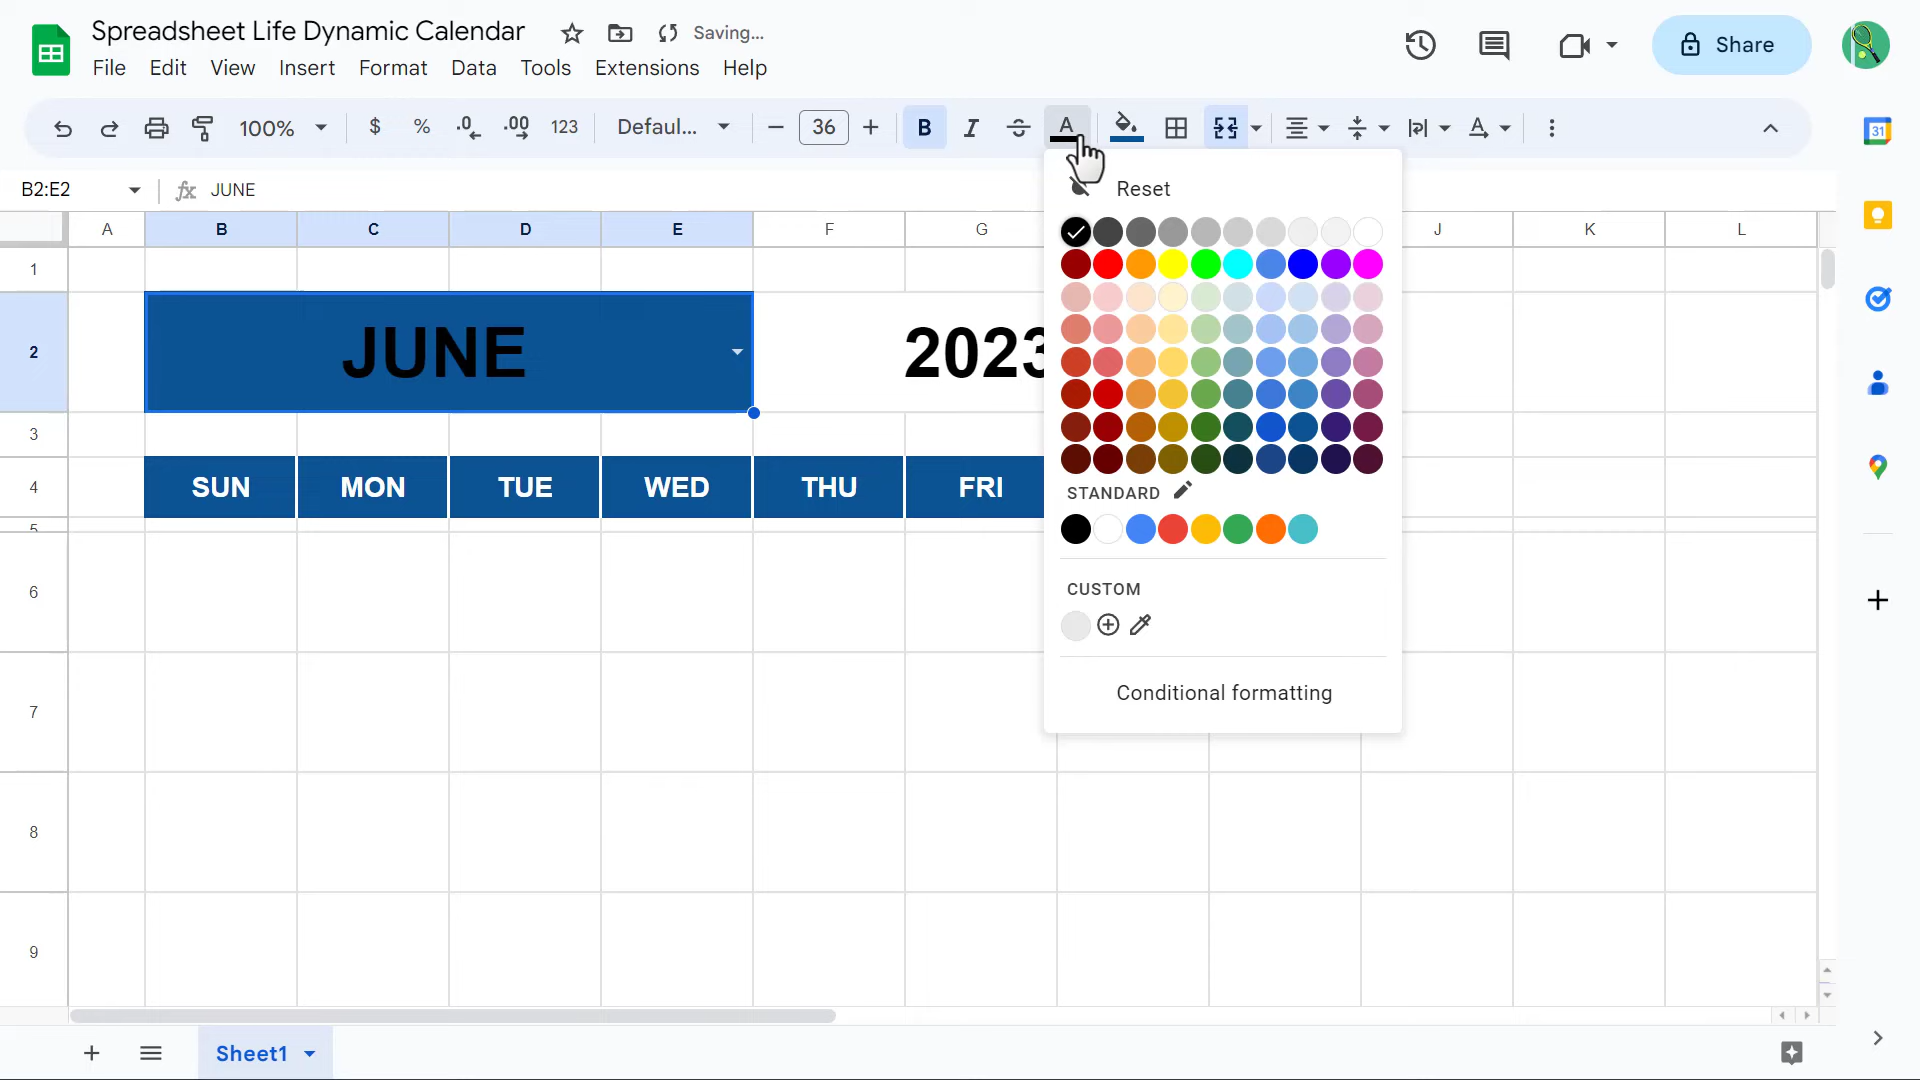 Spreadsheet Life Dynamic Calendar Saving...
File Edit View Insert Format Data Tools Extensions Help
Share
100% $ % .0 .00 123 Defaul... 36 B I S A
31
B2:E2 fx JUNE
Reset
A B C D E F G J K L
1
2 JUNE 2023
3
4 SUN MON TUE WED THU FRI
STANDARD
5
6
CUSTOM
Conditional formatting
7
8
9
Sheet1